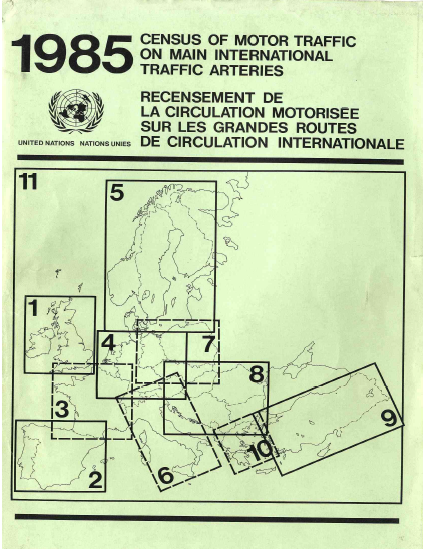 1985
CENSUS OF MOTOR TRAFFIC
ON MAIN INTERNATIONAL
TRAFFIC ARTERIES
RECENSEMENT DE
LA CIRCULATION MOTORISÉE
SUR LES GRANDES ROUTES
DE CIRCULATION INTERNATIONALE
UNITED NATIONS NATIONS UNIES
11
5
1
4
7
8
3
9
10
6
2